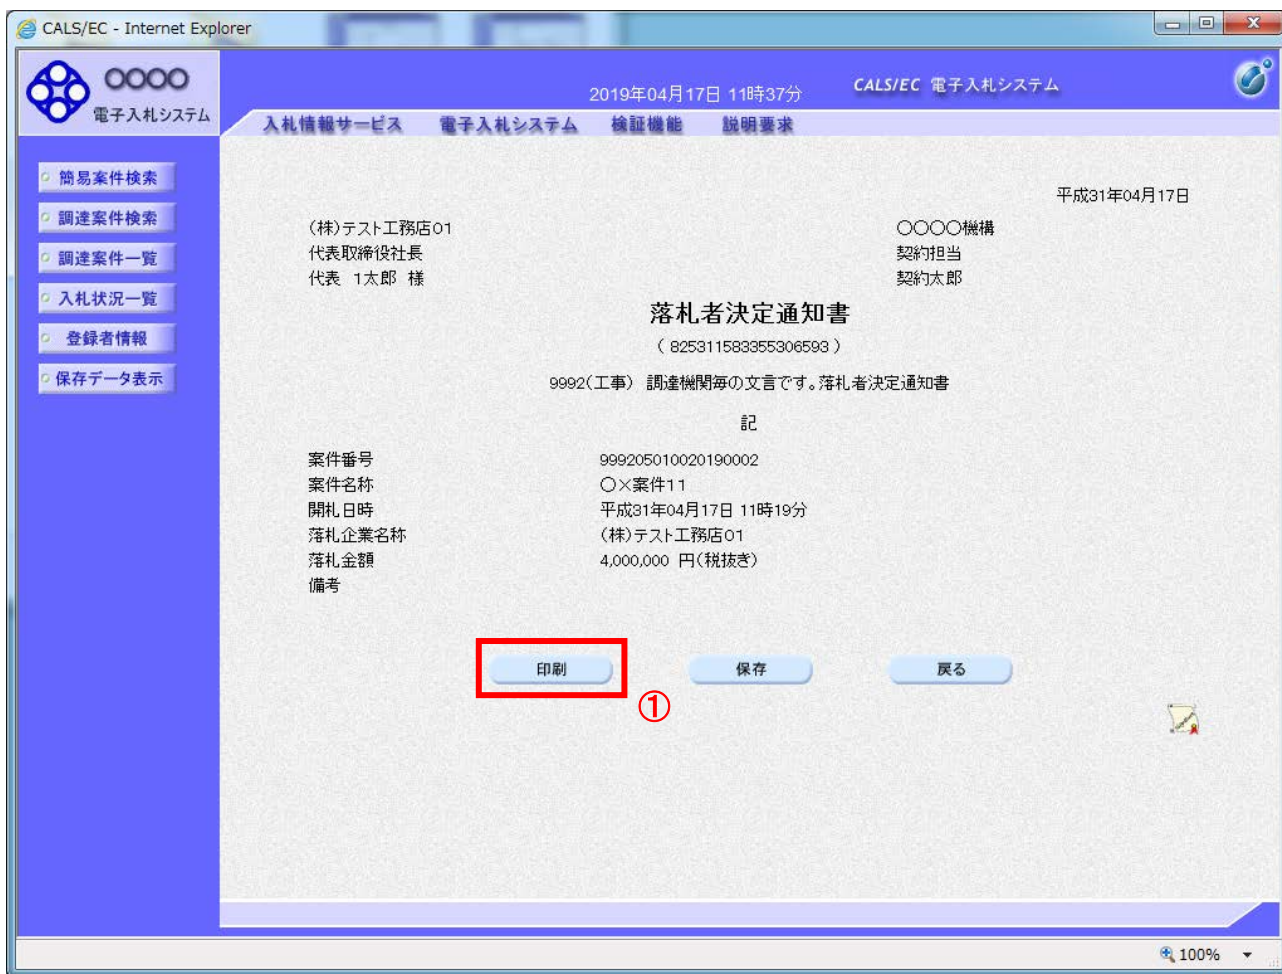 CALS/EC - Internet Explorer
〇〇〇〇
電子入札システム
2019年04月17日 11時37分
CALS/EC 電子入札システム
入札情報サービス 電子入札システム 検証機能 説明要求
簡易案件検索
調達案件検索
調達案件一覧
入札状況一覧
登録者情報
保存データ表示
平成31年04月17日
(株)テスト工務店01
代表取締役社長
代表 1太郎 様
〇〇〇〇機構
契約担当
契約太郎
落札者決定通知書
( 8253115833553​06593 )
9992(工事) 調達機関毎の文言です。落札者決定通知書
記
案件番号 999205010020190002
案件名称 〇×案件11
開札日時 平成31年04月17日 11時19分
落札企業名称 (株)テスト工務店01
落札金額 4,000,000 円(税抜き)
備考
印刷 保存 戻る
①
100%